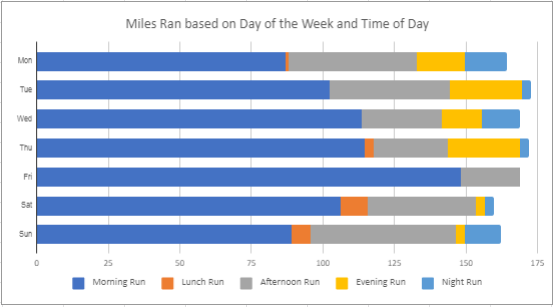 Miles Ran based on Day of the Week and Time of Day
Mon
Tue
Wed
Thu
Fri
Sat
Sun
0 25 50 75 100 125 150 175
Morning Run Lunch Run Afternoon Run Evening Run Night Run